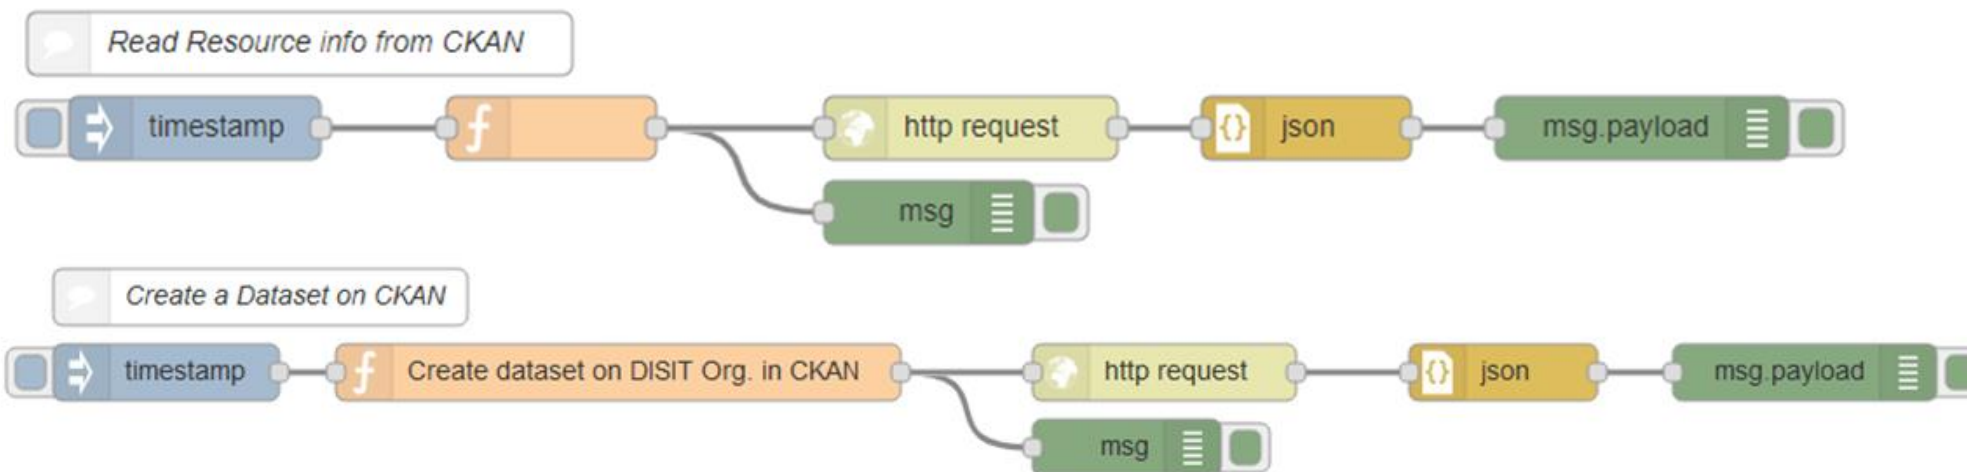 Read Resource info from CKAN
timestamp
http request
json
msg.payload
msg
Create a Dataset on CKAN
timestamp
Create dataset on DISIT Org. in CKAN
http request
json
msg.payload
msg